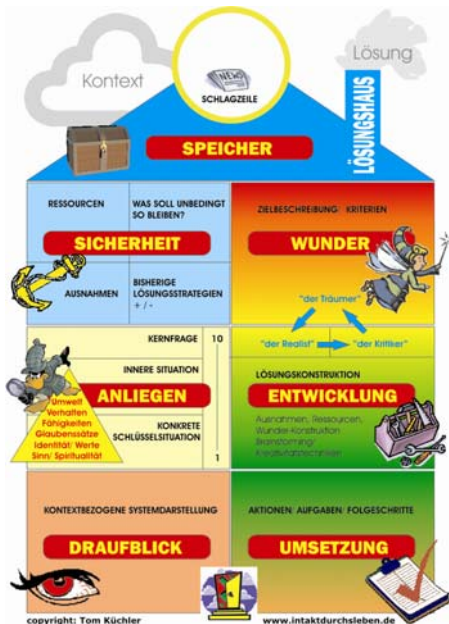 Kontext
NEWS
SCHLAGZEILE
Lösung
LÖSUNGSHAUS
SPEICHER
RESSOURCEN
WAS SOLL UNBEDINGT
SO BLEIBEN?
SICHERHEIT
AUSNAHMEN
BISHERIGE
LÖSUNGSSTRATEGIEN
+ / -
ZIELBESCHREIBUNG/ KRITERIEN
WUNDER
"der Träumer"
"der Realist"
"der Kritiker"
KERNFRAGE
10
INNERE SITUATION
ANLIEGEN
Umwelt
Verhalten
Fähigkeiten
Glaubenssätze
Identität/ Werte
Sinn/ Spiritualität
KONKRETE
SCHLÜSSELSITUATION
1
LÖSUNGSKONSTRUKTION
ENTWICKLUNG
Ausnahmen, Ressourcen,
Wunder-Konstruktion
Brainstorming/
Kreativitätstechniken
KONTEXTBEZOGENE SYSTEMDARSTELLUNG
DRAUFBLICK
AKTIONEN/ AUFGABEN/ FOLGESCHRITTE
UMSETZUNG
copyright: Tom Küchler
www.intaktdurchsleben.de